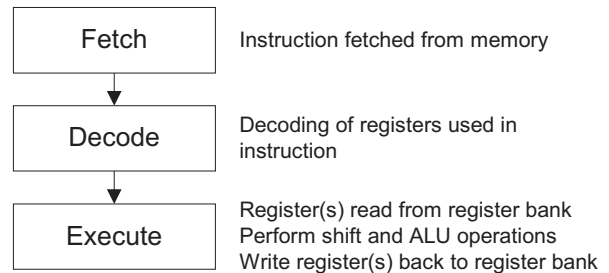 Fetch
Instruction fetched from memory
Decode
Decoding of registers used in
instruction
Execute
Register(s) read from register bank
Perform shift and ALU operations
Write register(s) back to register bank